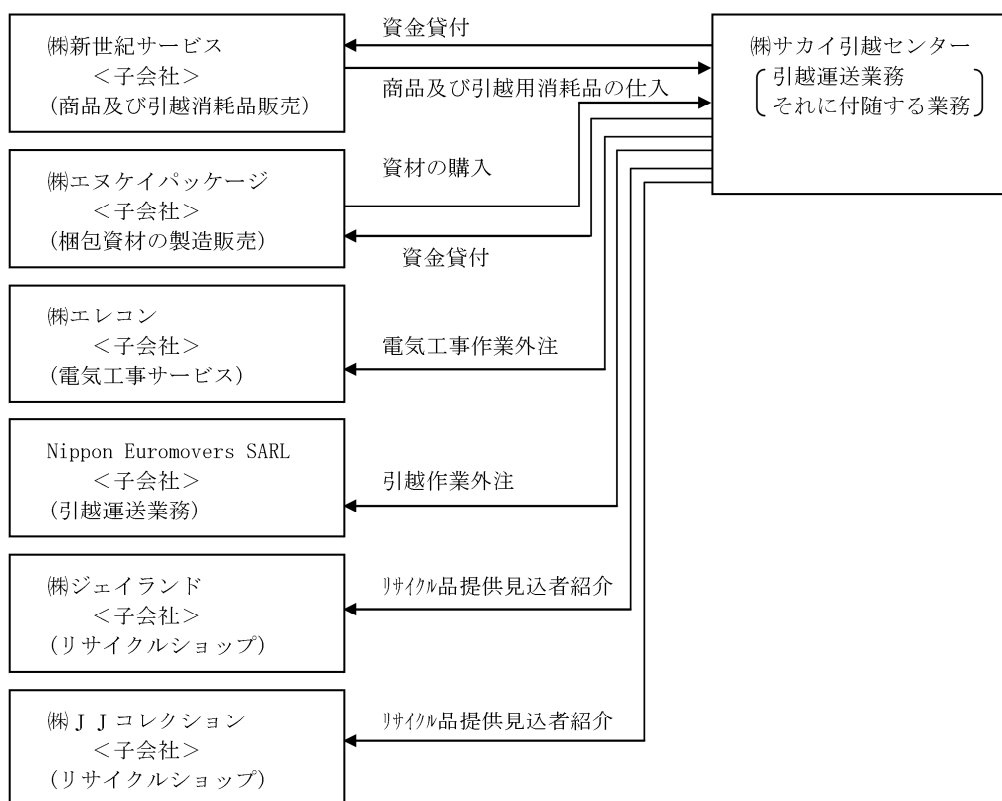 ㈱新世紀サービス
＜子会社＞
(商品及び引越消耗品販売)
資金貸付
商品及び引越用消耗品の仕入
㈱サカイ引越センター
引越運送業務
それに付随する業務
㈱エヌケイパッケージ
＜子会社＞
(梱包資材の製造販売)
資材の購入
資金貸付
㈱エレコン
＜子会社＞
(電気工事サービス)
電気工事作業外注
Nippon Euromovers SARL
＜子会社＞
(引越運送業務)
引越作業外注
㈱ジェイランド
＜子会社＞
(リサイクルショップ)
ﾘｻｲｸﾙ品提供見込者紹介
㈱ＪＪコレクション
＜子会社＞
(リサイクルショップ)
ﾘｻｲｸﾙ品提供見込者紹介